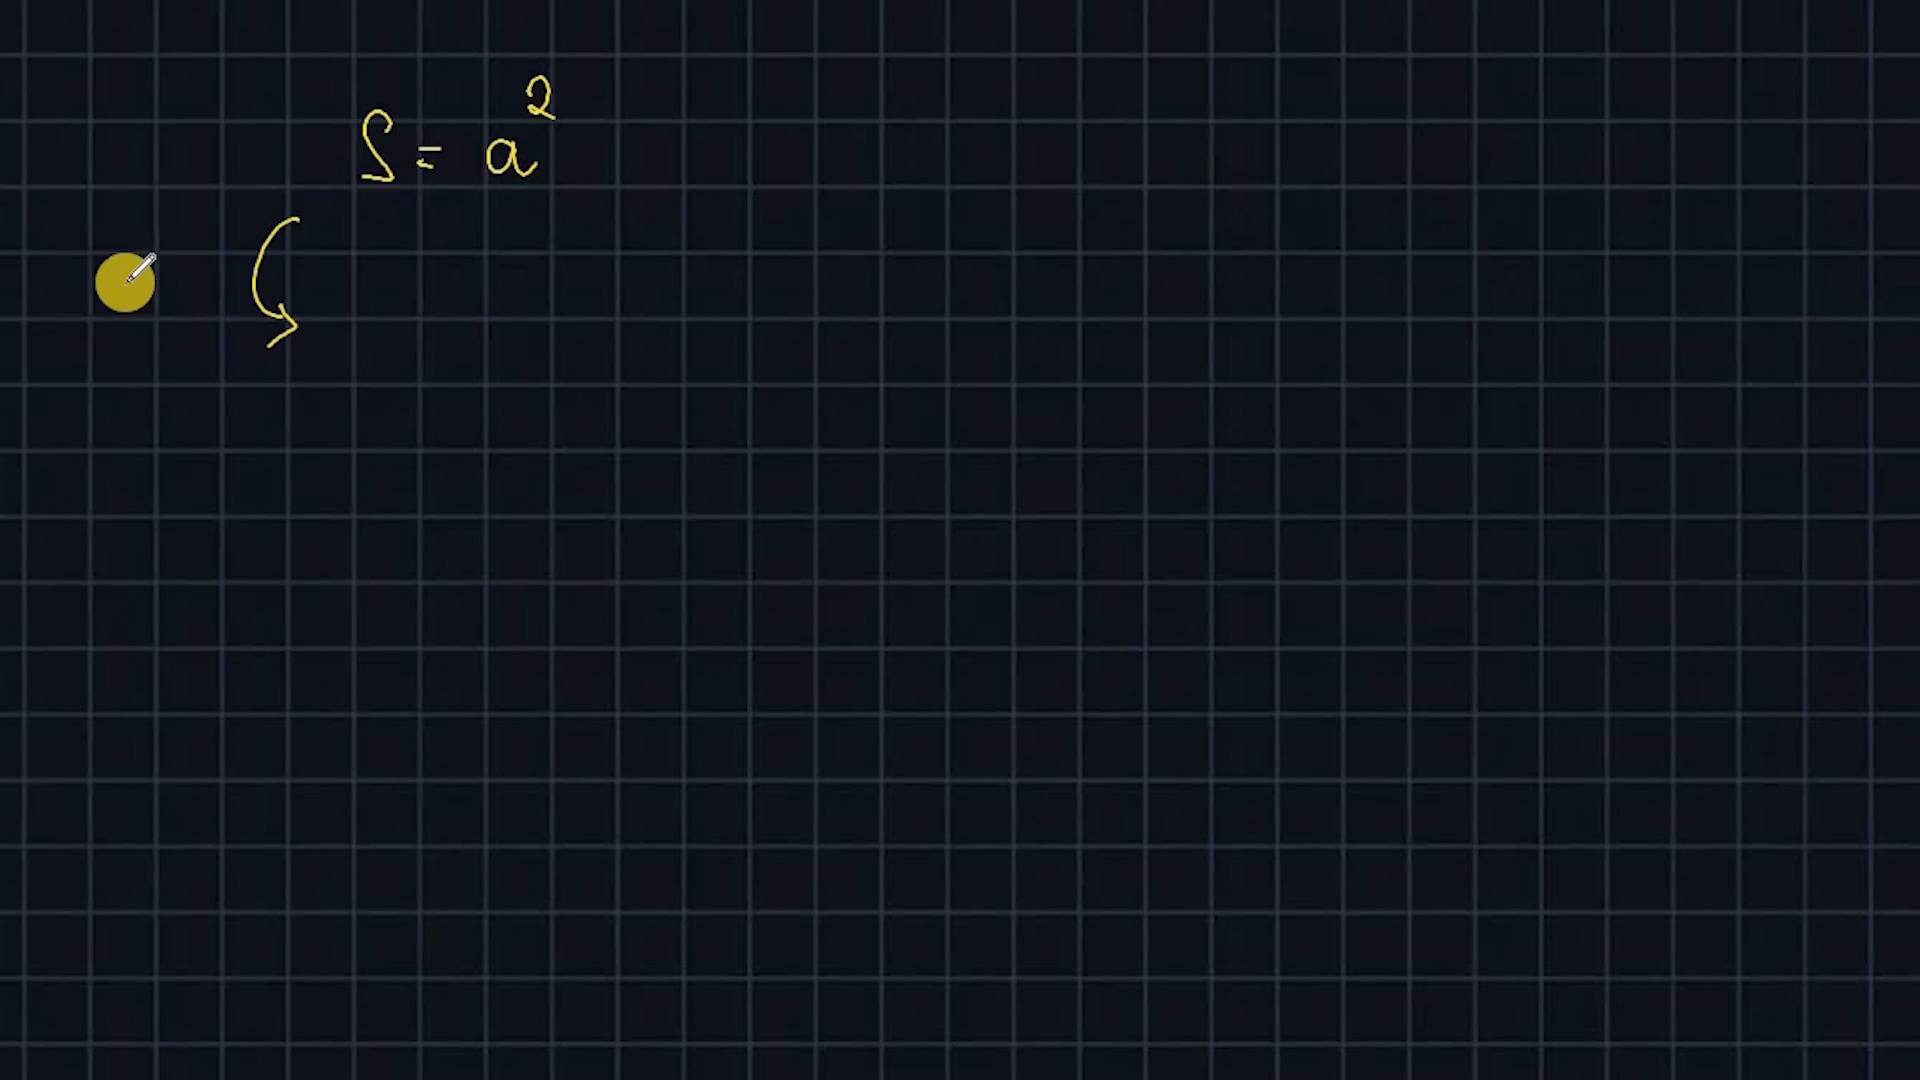 S = a²